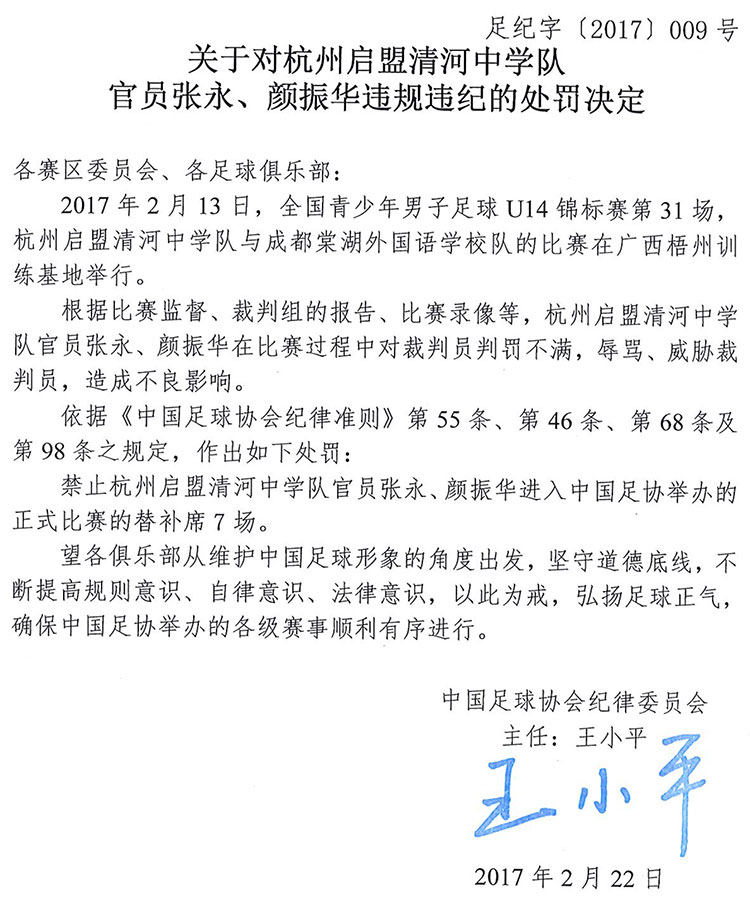 足纪字〔2017〕009号
关于对杭州启盟清河中学队
官员张永、颜振华违规违纪的处罚决定
各赛区委员会、各足球俱乐部：
2017年2月13日，全国青少年男子足球U14锦标赛第31场，
杭州启盟清河中学队与成都棠湖外国语学校队的比赛在广西梧州训
练基地举行。
根据比赛监督、裁判组的报告、比赛录像等，杭州启盟清河中学
队官员张永、颜振华在比赛过程中对裁判员判罚不满，辱骂、威胁裁
判员，造成不良影响。
依据《中国足球协会纪律准则》第55条、第46条、第68条及
第98条之规定，作出如下处罚：
禁止杭州启盟清河中学队官员张永、颜振华进入中国足协举办的
正式比赛的替补席7场。
望各俱乐部从维护中国足球形象的角度出发，坚守道德底线，不
断提高规则意识、自律意识、法律意识，以此为戒，弘扬足球正气，
确保中国足协举办的各级赛事顺利有序进行。
中国足球协会纪律委员会
主任：王小平
王小平
2017年2月22日